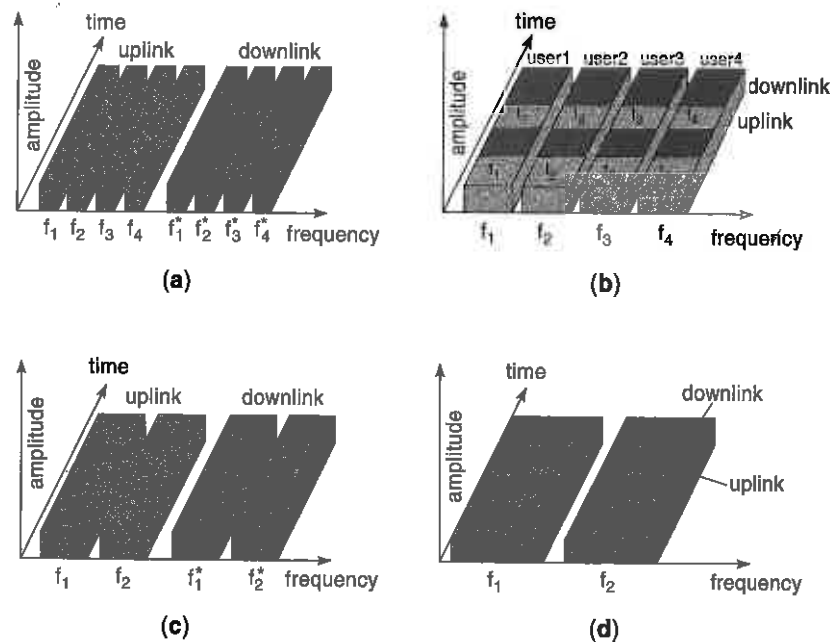 time
uplink
downlink
amplitude
f1 f2 f3 f4 f1* f2* f3* f4* frequency
(a)
time
user1 user2 user3 user4
downlink
uplink
amplitude
f1 f2 f3 f4 frequency
(b)
time
uplink
downlink
amplitude
f1 f2 f1* f2* frequency
(c)
time
downlink
uplink
amplitude
f1 f2 frequency
(d)